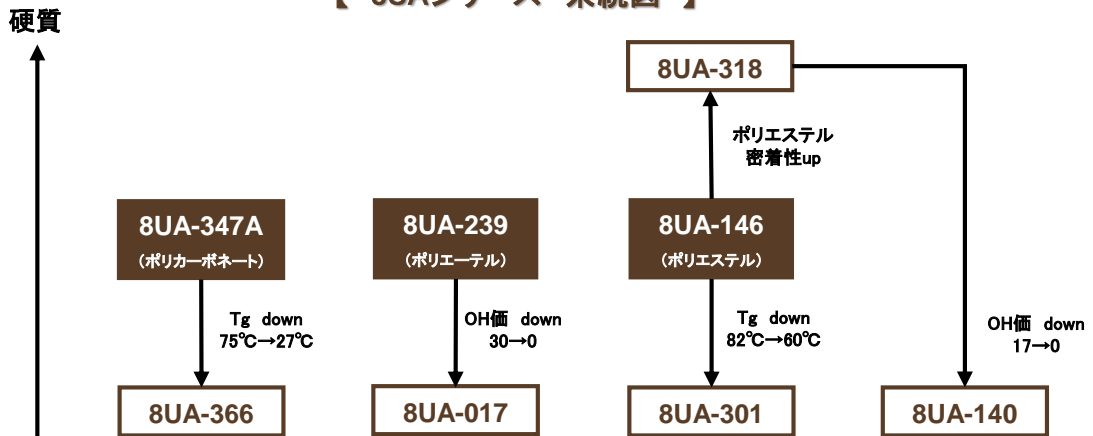 硬質
8UA-318
ポリエステル
密着性up
8UA-347A
(ポリカーボネート)
8UA-239
(ポリエーテル)
8UA-146
(ポリエステル)
Tg down
75℃→27℃
OH価 down
30→0
Tg down
82℃→60℃
OH価 down
17→0
8UA-366
8UA-017
8UA-301
8UA-140